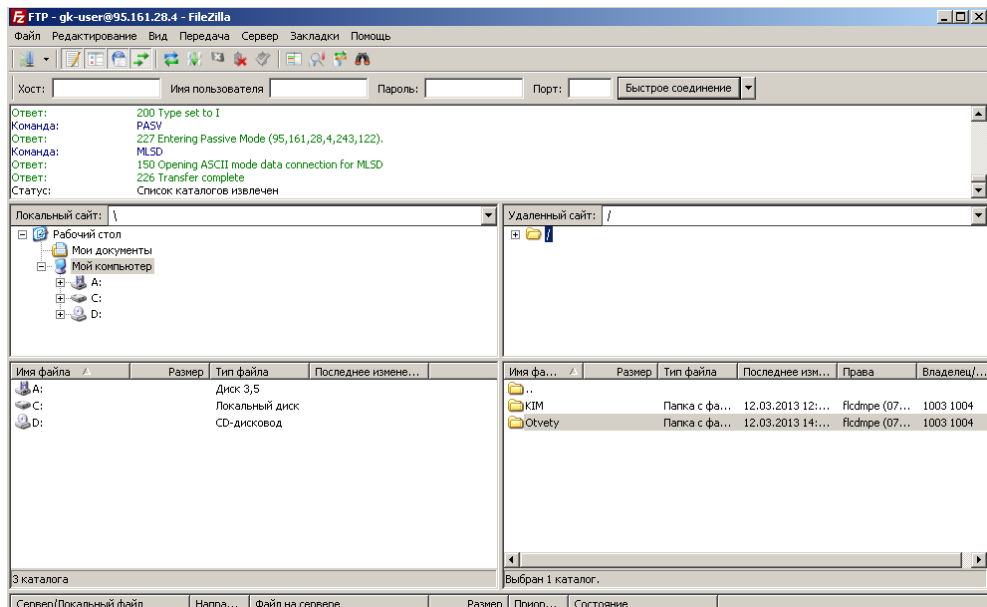 FTP - gk-user@95.161.28.4 - FileZilla
Файл Редактирование Вид Передача Сервер Закладки Помощь
Хост: Имя пользователя Пароль: Порт: Быстрое соединение
Ответ: 200 Type set to I
Команда: PASV
Ответ: 227 Entering Passive Mode (95,161,28,4,243,122).
Команда: MLSD
Ответ: 150 Opening ASCII mode data connection for MLSD
Ответ: 226 Transfer complete
Статус: Список каталогов извлечен
Локальный сайт: \ Удаленный сайт: /
Рабочий стол /
Мои документы
Мой компьютер
A:
C:
D:
Имя файла Размер Тип файла Последнее измене... Имя фа... Размер Тип файла Последнее изм... Права Владелец/...
A: Диск 3,5 ..
C: Локальный диск KIM Папка с фа... 12.03.2013 12:... flcdmpe (07... 1003 1004
D: CD-дисковод Otvety Папка с фа... 12.03.2013 14:... flcdmpe (07... 1003 1004
3 каталога Выбран 1 каталог.
Сервер/Локальный файл Напра... Файл на сервере Размер Приор... Состояние